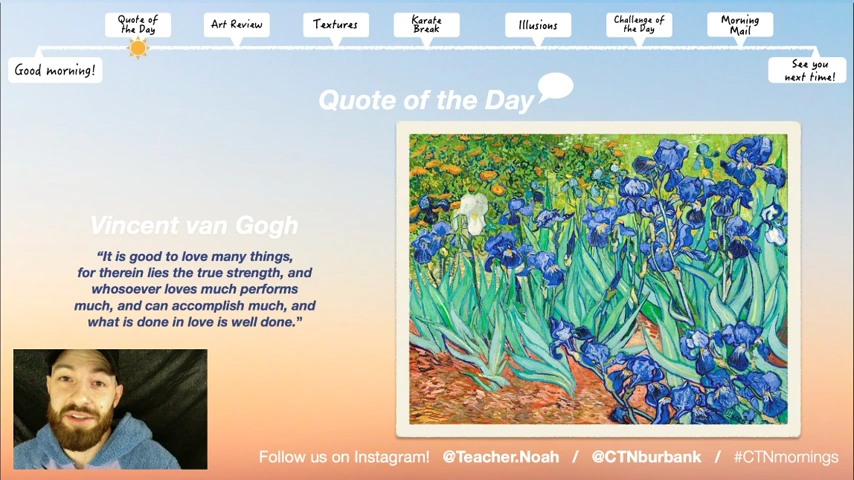 Quote of
the Day
Art Review
Textures
Karate
Break
Illusions
Challenge of
the Day
Morning
Mail
Good morning!
See you
next time!
Quote of the Day
Vincent van Gogh
“It is good to love many things,
for therein lies the true strength, and
whosoever loves much performs
much, and can accomplish much, and
what is done in love is well done.”
Follow us on Instagram! @Teacher.Noah / @CTNburbank / #CTNmornings